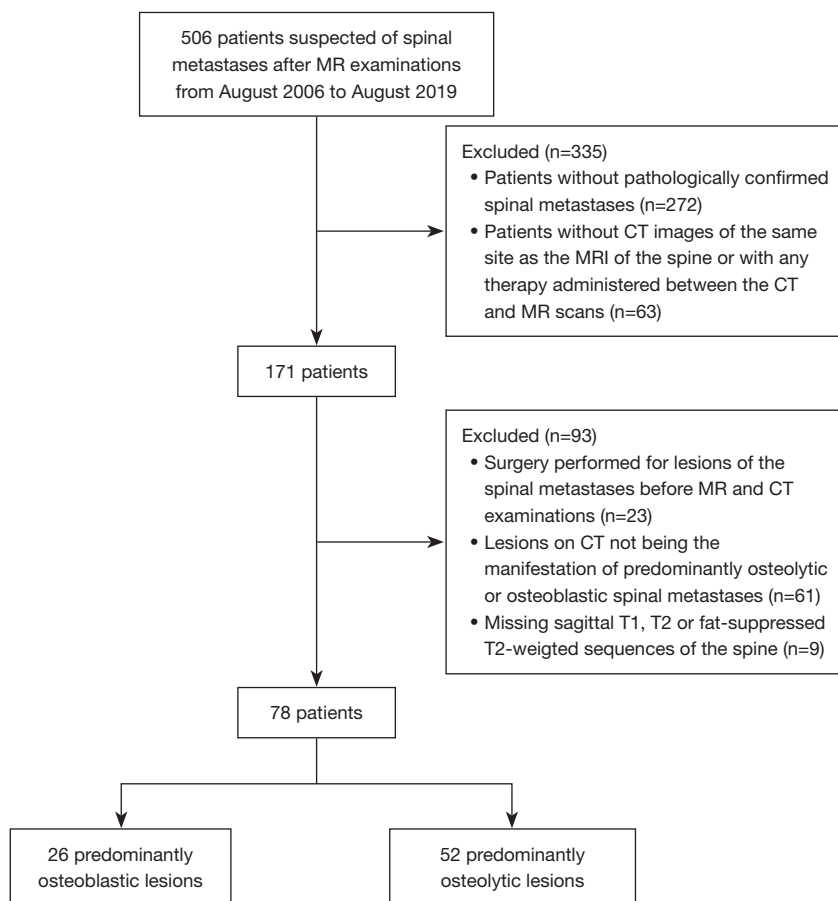 506 patients suspected of spinal
metastases after MR examinations
from August 2006 to August 2019
Excluded (n=335)
• Patients without pathologically confirmed
spinal metastases (n=272)
• Patients without CT images of the same
site as the MRI of the spine or with any
therapy administered between the CT
and MR scans (n=63)
171 patients
Excluded (n=93)
• Surgery performed for lesions of the
spinal metastases before MR and CT
examinations (n=23)
• Lesions on CT not being the
manifestation of predominantly osteolytic
or osteoblastic spinal metastases (n=61)
• Missing sagittal T1, T2 or fat-suppressed
T2-weigted sequences of the spine (n=9)
78 patients
26 predominantly
osteoblastic lesions
52 predominantly
osteolytic lesions